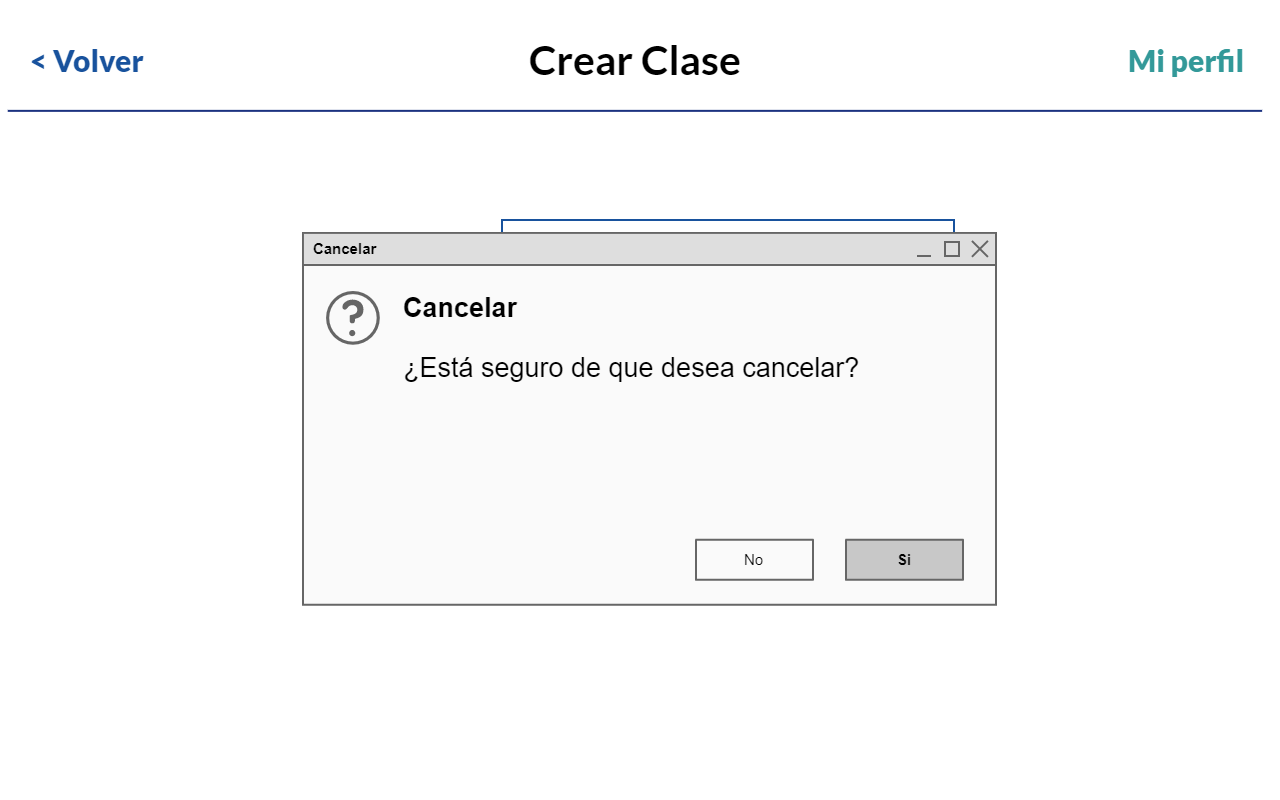 < Volver
Crear Clase
Mi perfil
Cancelar
?
Cancelar
¿Está seguro de que desea cancelar?
No
Si